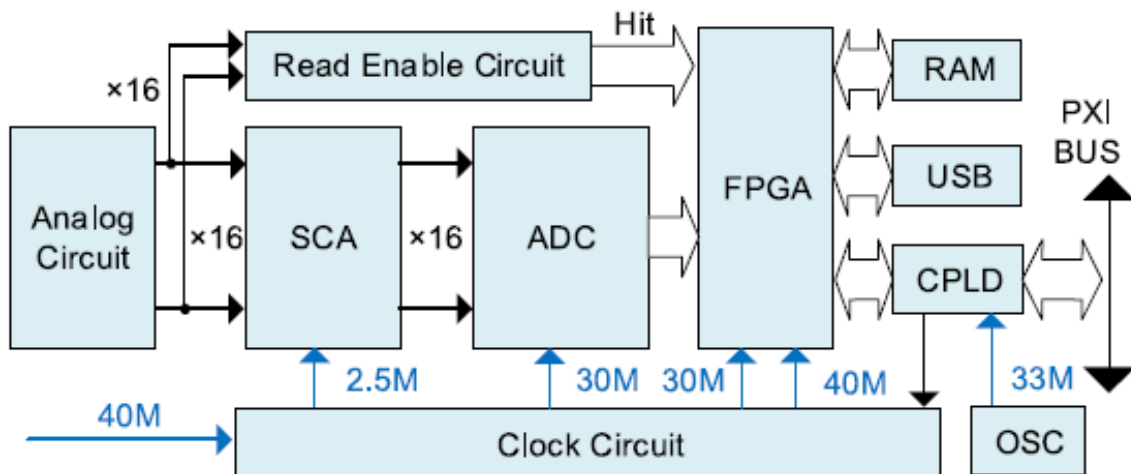 Hit
Read Enable Circuit
RAM
×16
PXI
BUS
Analog
Circuit
×16
SCA
×16
ADC
FPGA
USB
CPLD
2.5M
30M
30M
40M
33M
40M
Clock Circuit
OSC